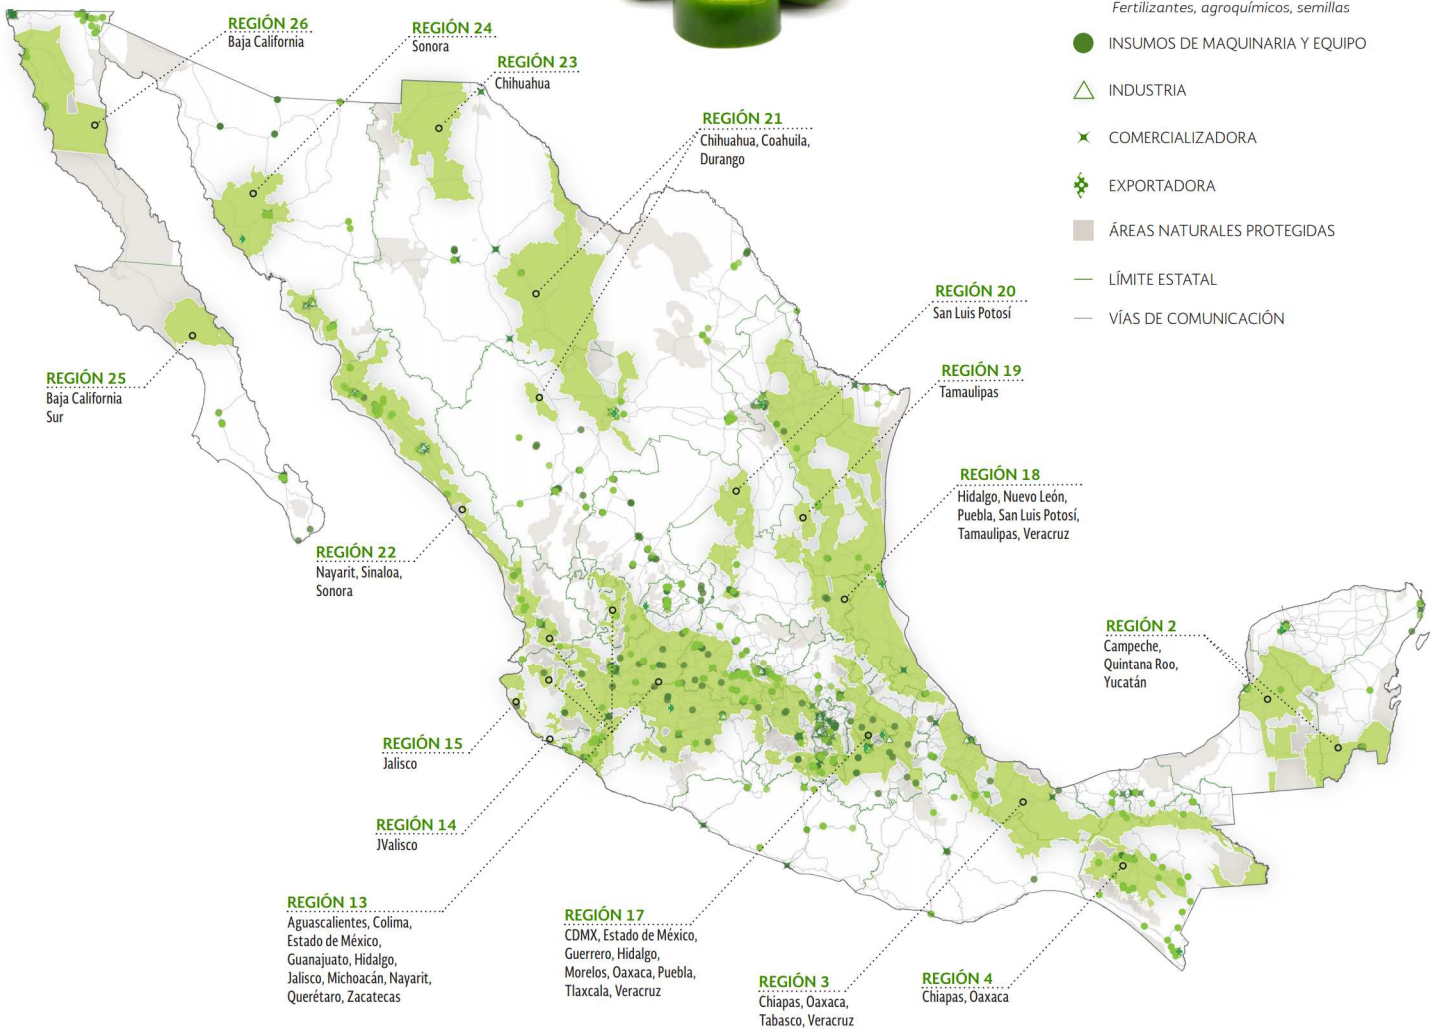 Fertilizantes, agroquímicos, semillas
INSUMOS DE MAQUINARIA Y EQUIPO
INDUSTRIA
COMERCIALIZADORA
EXPORTADORA
ÁREAS NATURALES PROTEGIDAS
LÍMITE ESTATAL
VÍAS DE COMUNICACIÓN
REGIÓN 26
Baja California
REGIÓN 24
Sonora
REGIÓN 23
Chihuahua
REGIÓN 21
Chihuahua, Coahuila,
Durango
REGIÓN 20
San Luis Potosí
REGIÓN 25
Baja California
Sur
REGIÓN 19
Tamaulipas
REGIÓN 18
Hidalgo, Nuevo León,
Puebla, San Luis Potosí,
Tamaulipas, Veracruz
REGIÓN 22
Nayarit, Sinaloa,
Sonora
REGIÓN 2
Campeche,
Quintana Roo,
Yucatán
REGIÓN 15
Jalisco
REGIÓN 14
JValisco
REGIÓN 13
Aguascalientes, Colima,
Estado de México,
Guanajuato, Hidalgo,
Jalisco, Michoacán, Nayarit,
Querétaro, Zacatecas
REGIÓN 17
CDMX, Estado de México,
Guerrero, Hidalgo,
Morelos, Oaxaca, Puebla,
Tlaxcala, Veracruz
REGIÓN 3
Chiapas, Oaxaca,
Tabasco, Veracruz
REGIÓN 4
Chiapas, Oaxaca